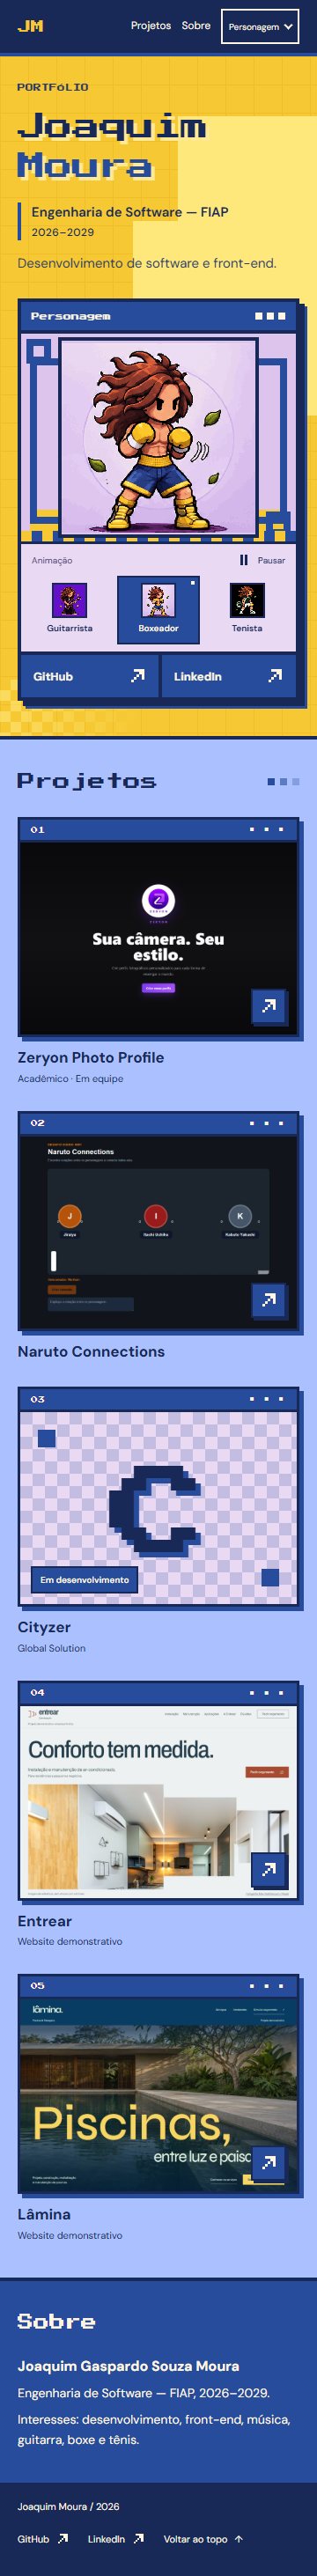 JM
Projetos Sobre Personagem
PORTFóLIO
Joaquim
Moura
Engenharia de Software — FIAP
2026–2029
Desenvolvimento de software e front-end.
Personagem
Animação Pausar
Guitarrista Boxeador Tenista
GitHub LinkedIn
Projetos
01
Sua câmera. Seu
estilo.
Zeryon Photo Profile
Acadêmico · Em equipe
02
Naruto Connections
J I K
Naruto Connections
03
Em desenvolvimento
Cityzer
Global Solution
04
entrear
Conforto tem medida.
Entrear
Website demonstrativo
05
lâmina.
Piscinas,
entre luz e paisa
Lâmina
Website demonstrativo
Sobre
Joaquim Gaspardo Souza Moura
Engenharia de Software — FIAP, 2026–2029.
Interesses: desenvolvimento, front-end, música,
guitarra, boxe e tênis.
Joaquim Moura / 2026
GitHub LinkedIn Voltar ao topo ↑